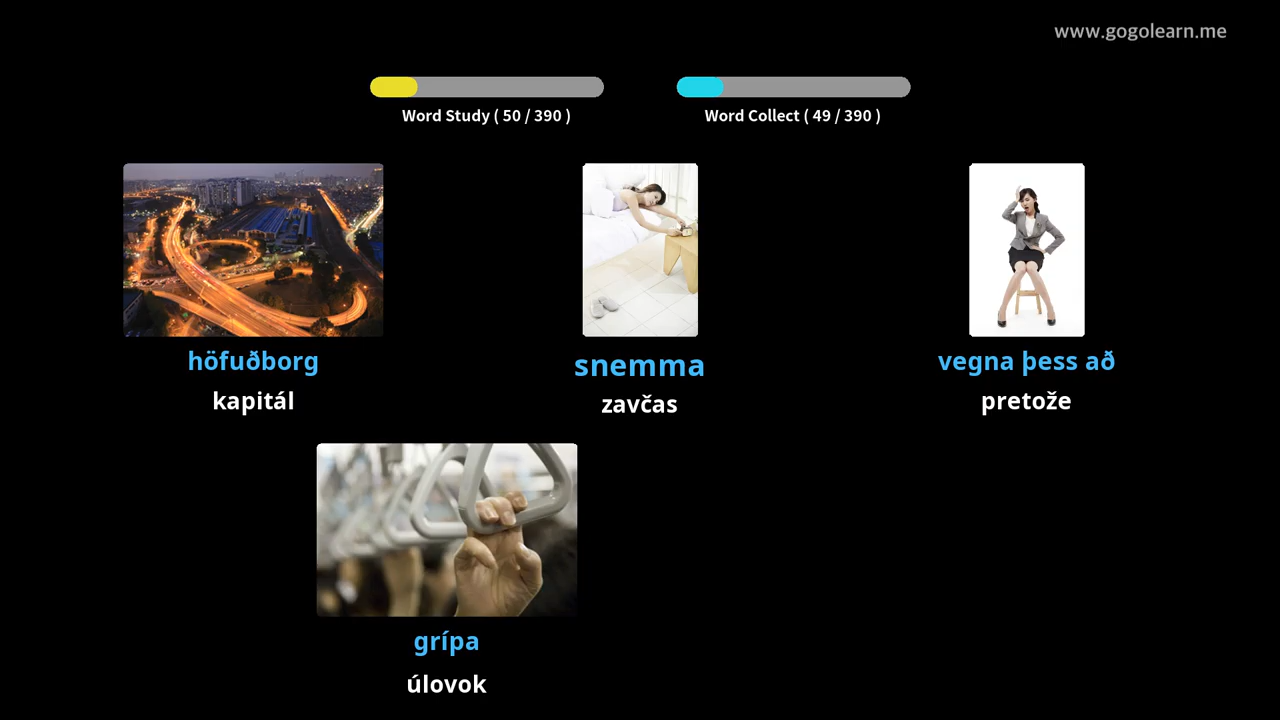 www.gogolearn.me
Word Study ( 50 / 390 )
Word Collect ( 49 / 390 )
höfuðborg
kapitál
snemma
zavčas
vegna þess að
pretože
grípa
úlovok